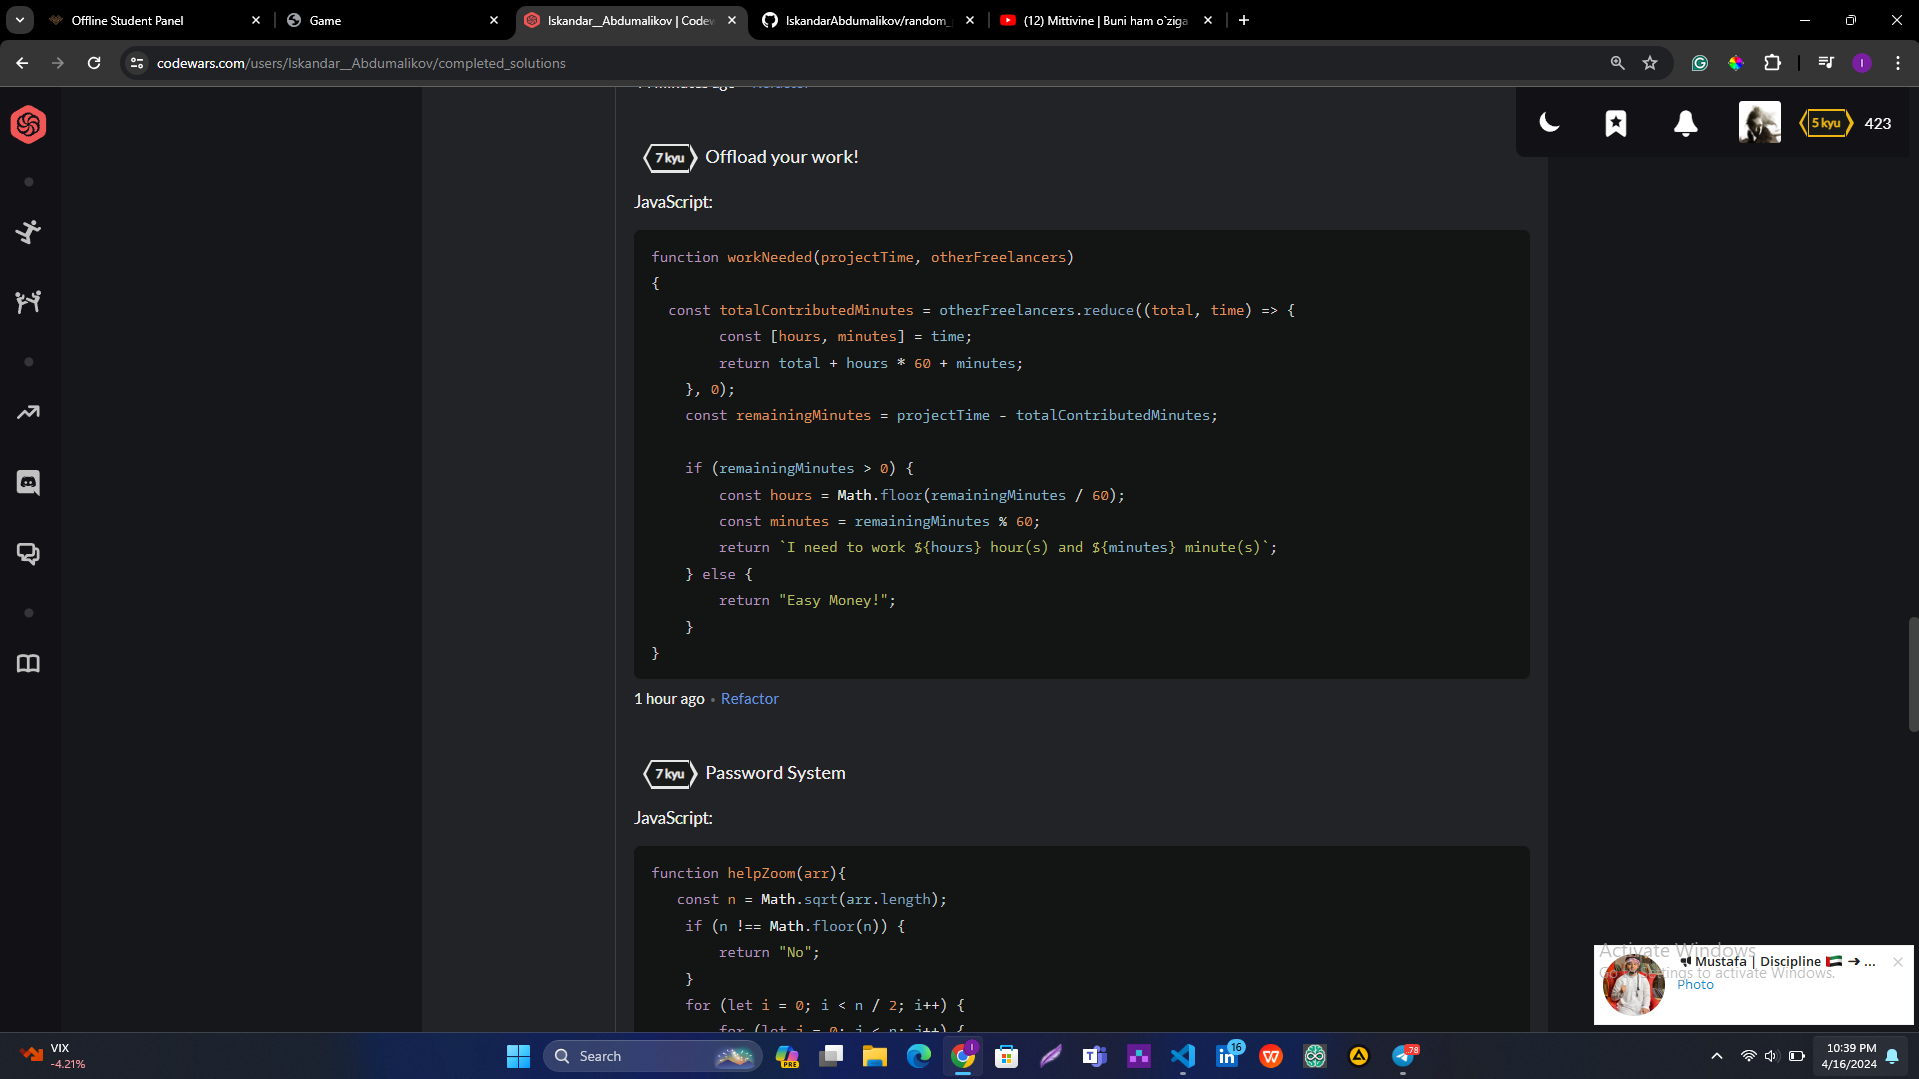 Offline Student Panel
Game
Iskandar__Abdumalikov | Codew
IskandarAbdumalikov/random_
(12) Mittivine | Buni ham o`ziga
codewars.com/users/Iskandar__Abdumalikov/completed_solutions
I
5 kyu
423
7 kyu
Offload your work!
JavaScript:
function workNeeded(projectTime, otherFreelancers)
{
const totalContributedMinutes = otherFreelancers.reduce((total, time) => {
const [hours, minutes] = time;
return total + hours * 60 + minutes;
}, 0);
const remainingMinutes = projectTime - totalContributedMinutes;
if (remainingMinutes > 0) {
const hours = Math.floor(remainingMinutes / 60);
const minutes = remainingMinutes % 60;
return `I need to work ${hours} hour(s) and ${minutes} minute(s)`;
} else {
return "Easy Money!";
}
}
1 hour ago • Refactor
7 kyu
Password System
JavaScript:
function helpZoom(arr){
const n = Math.sqrt(arr.length);
if (n !== Math.floor(n)) {
return "No";
}
for (let i = 0; i < n / 2; i++) {
for (let j = 0; j < n; j++) {
Activate Windows
Mustafa | Discipline 🇦🇪 → ...
to activate Windows.
Photo
VIX
-4.21%
Search
PRE
16
78
10:39 PM
4/16/2024